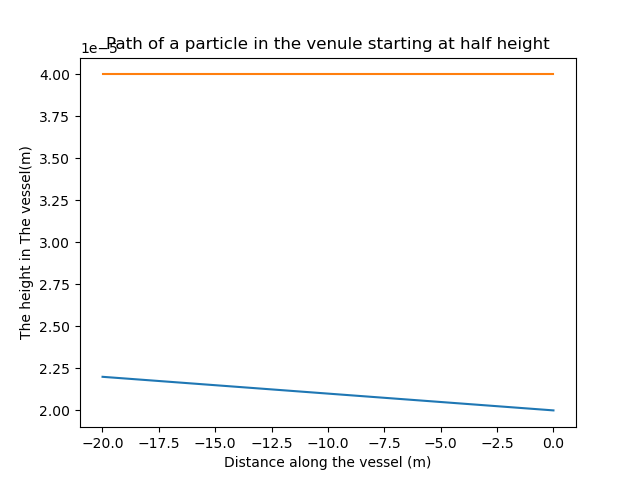 Path of a particle in the venule starting at half height
1e−5
4.00
3.75
3.50
3.25
3.00
2.75
2.50
2.25
2.00
The height in The vessel(m)
−20.0 −17.5 −15.0 −12.5 −10.0 −7.5 −5.0 −2.5 0.0
Distance along the vessel (m)